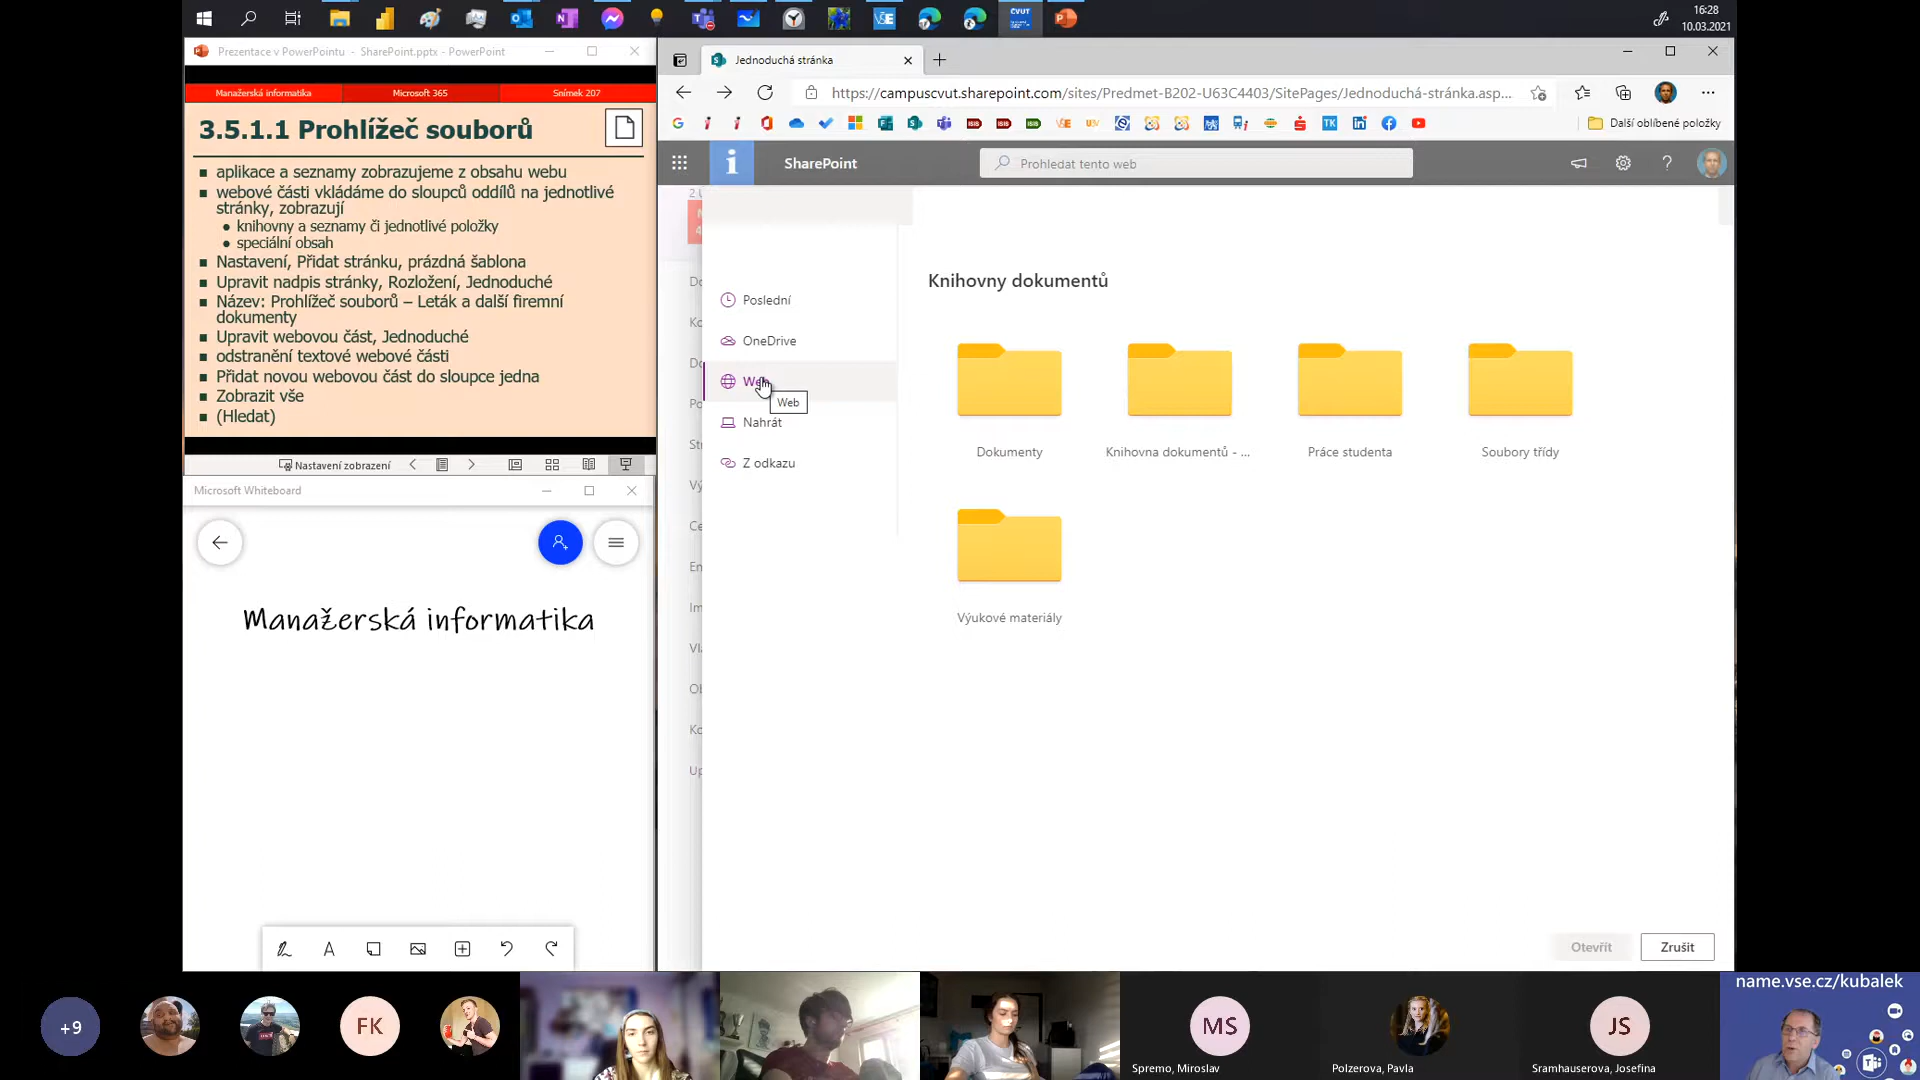 16:28
10.03.2021
Prezentace v PowerPointu - SharePoint.pptx - PowerPoint
Manažerská informatika
Microsoft 365
Snímek 207
3.5.1.1 Prohlížeč souborů
aplikace a seznamy zobrazujeme z obsahu webu
webové části vkládáme do sloupců oddílů na jednotlivé
stránky, zobrazují
knihovny a seznamy či jednotlivé položky
speciální obsah
Nastavení, Přidat stránku, prázdná šablona
Upravit nadpis stránky, Rozložení, Jednoduché
Název: Prohlížeč souborů – Leták a další firemní
dokumenty
Upravit webovou část, Jednoduché
odstranění textové webové části
Přidat novou webovou část do sloupce jedna
Zobrazit vše
(Hledat)
Nastavení zobrazení
Microsoft Whiteboard
Manažerská informatika
Jednoduchá stránka
https://campuscvut.sharepoint.com/sites/Predmet-B202-U63C4403/SitePages/Jednoduchá-stránka.asp...
Další oblíbené položky
SharePoint
Prohledat tento web
Poslední
OneDrive
Web
Nahrát
Z odkazu
Knihovny dokumentů
Dokumenty
Knihovna dokumentů - ...
Práce studenta
Soubory třídy
Výukové materiály
Otevřít
Zrušit
+9
FK
MS
Spremo, Miroslav
Polzerova, Pavla
JS
Sramhauserova, Josefina
name.vse.cz/kubalek